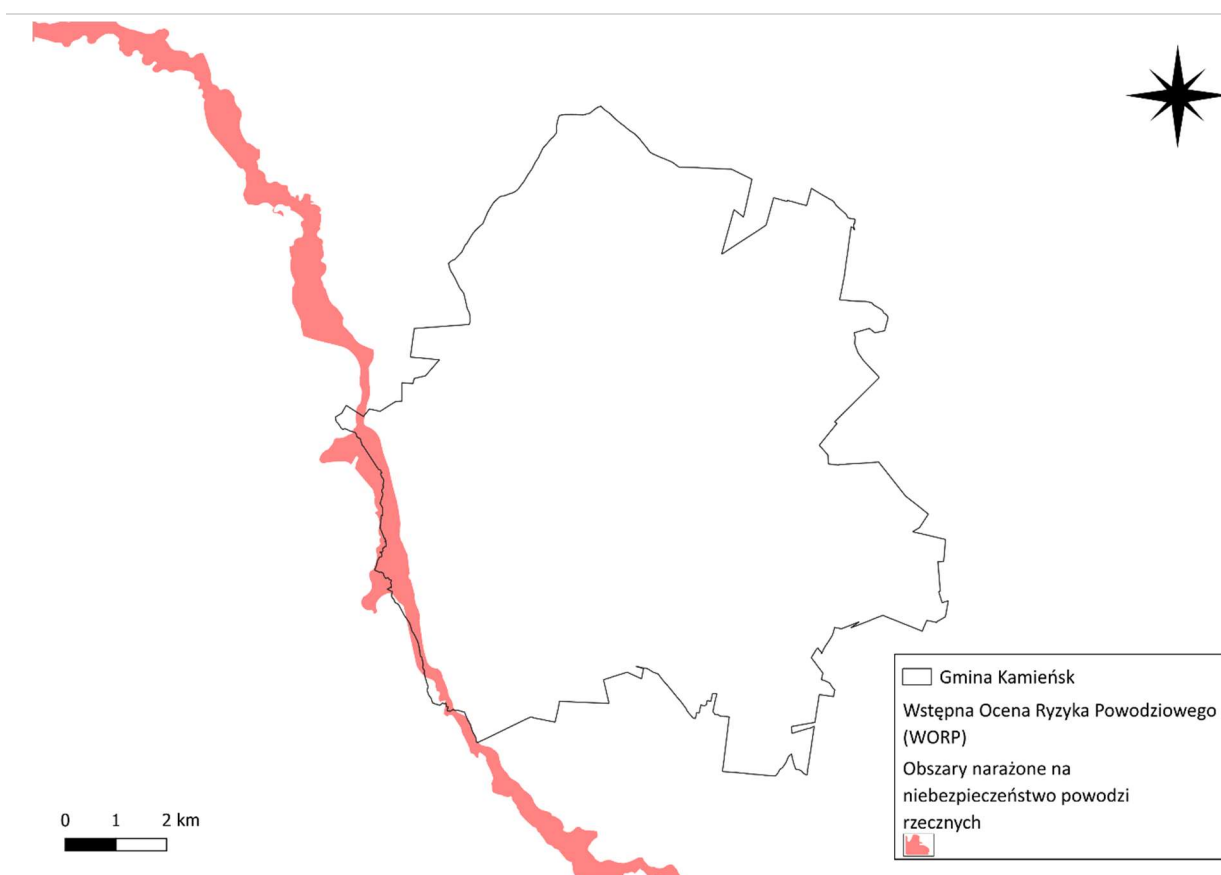 Gmina Kamieńsk
Wstępna Ocena Ryzyka Powodziowego
(WORP)
Obszary narażone na
niebezpieczeństwo powodzi
rzecznych
0 1 2 km